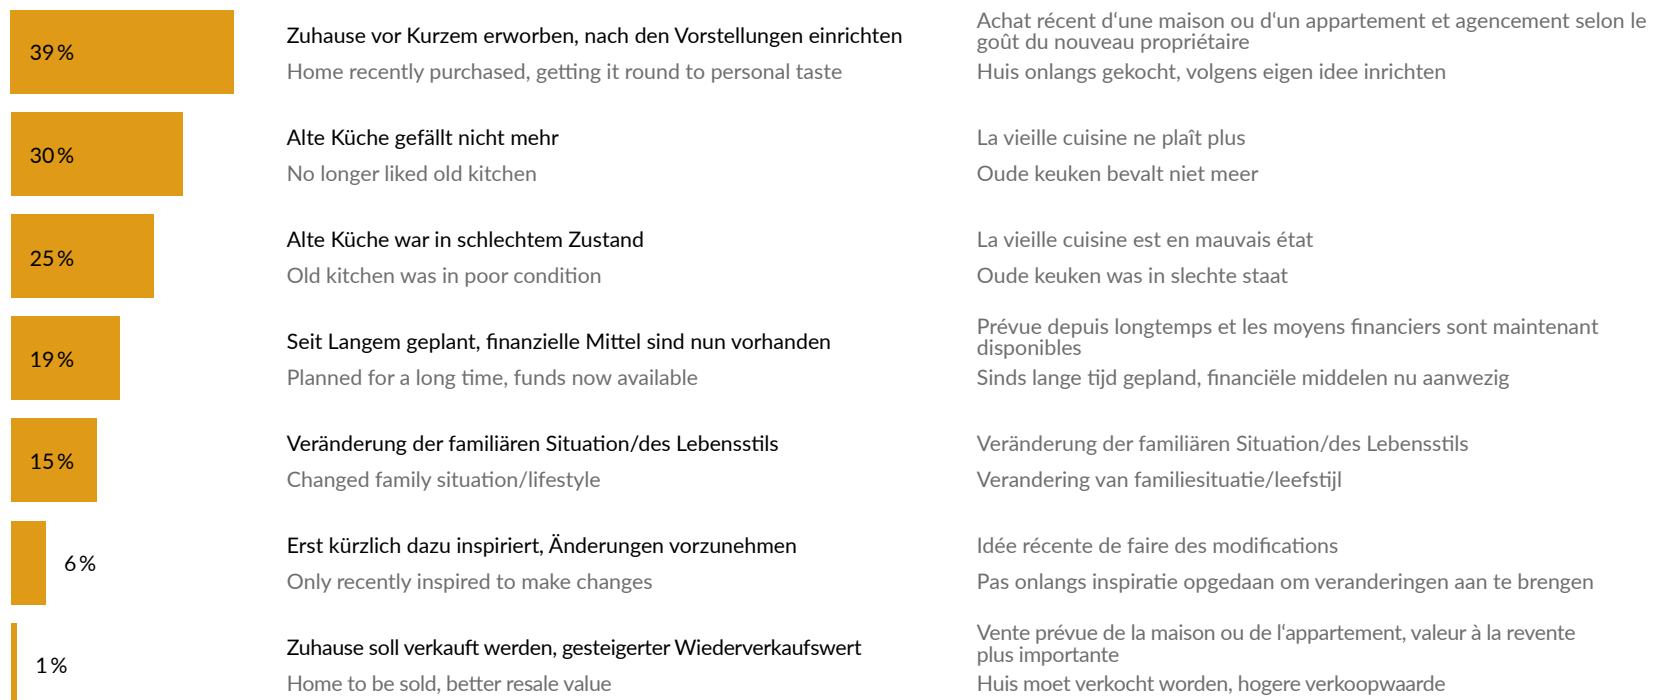 39 %
Zuhause vor Kurzem erworben, nach den Vorstellungen einrichten
Home recently purchased, getting it round to personal taste
Achat récent d‘une maison ou d‘un appartement et agencement selon le
goût du nouveau propriétaire
Huis onlangs gekocht, volgens eigen idee inrichten
30 %
Alte Küche gefällt nicht mehr
No longer liked old kitchen
La vieille cuisine ne plaît plus
Oude keuken bevalt niet meer
25 %
Alte Küche war in schlechtem Zustand
Old kitchen was in poor condition
La vieille cuisine est en mauvais état
Oude keuken was in slechte staat
19 %
Seit Langem geplant, finanzielle Mittel sind nun vorhanden
Planned for a long time, funds now available
Prévue depuis longtemps et les moyens financiers sont maintenant
disponibles
Sinds lange tijd gepland, financiële middelen nu aanwezig
15 %
Veränderung der familiären Situation/des Lebensstils
Changed family situation/lifestyle
Veränderung der familiären Situation/des Lebensstils
Verandering van familiesituatie/leefstijl
6 %
Erst kürzlich dazu inspiriert, Änderungen vorzunehmen
Only recently inspired to make changes
Idée récente de faire des modifications
Pas onlangs inspiratie opgedaan om veranderingen aan te brengen
1 %
Zuhause soll verkauft werden, gesteigerter Wiederverkaufswert
Home to be sold, better resale value
Vente prévue de la maison ou de l‘appartement, valeur à la revente
plus importante
Huis moet verkocht worden, hogere verkoopwaarde